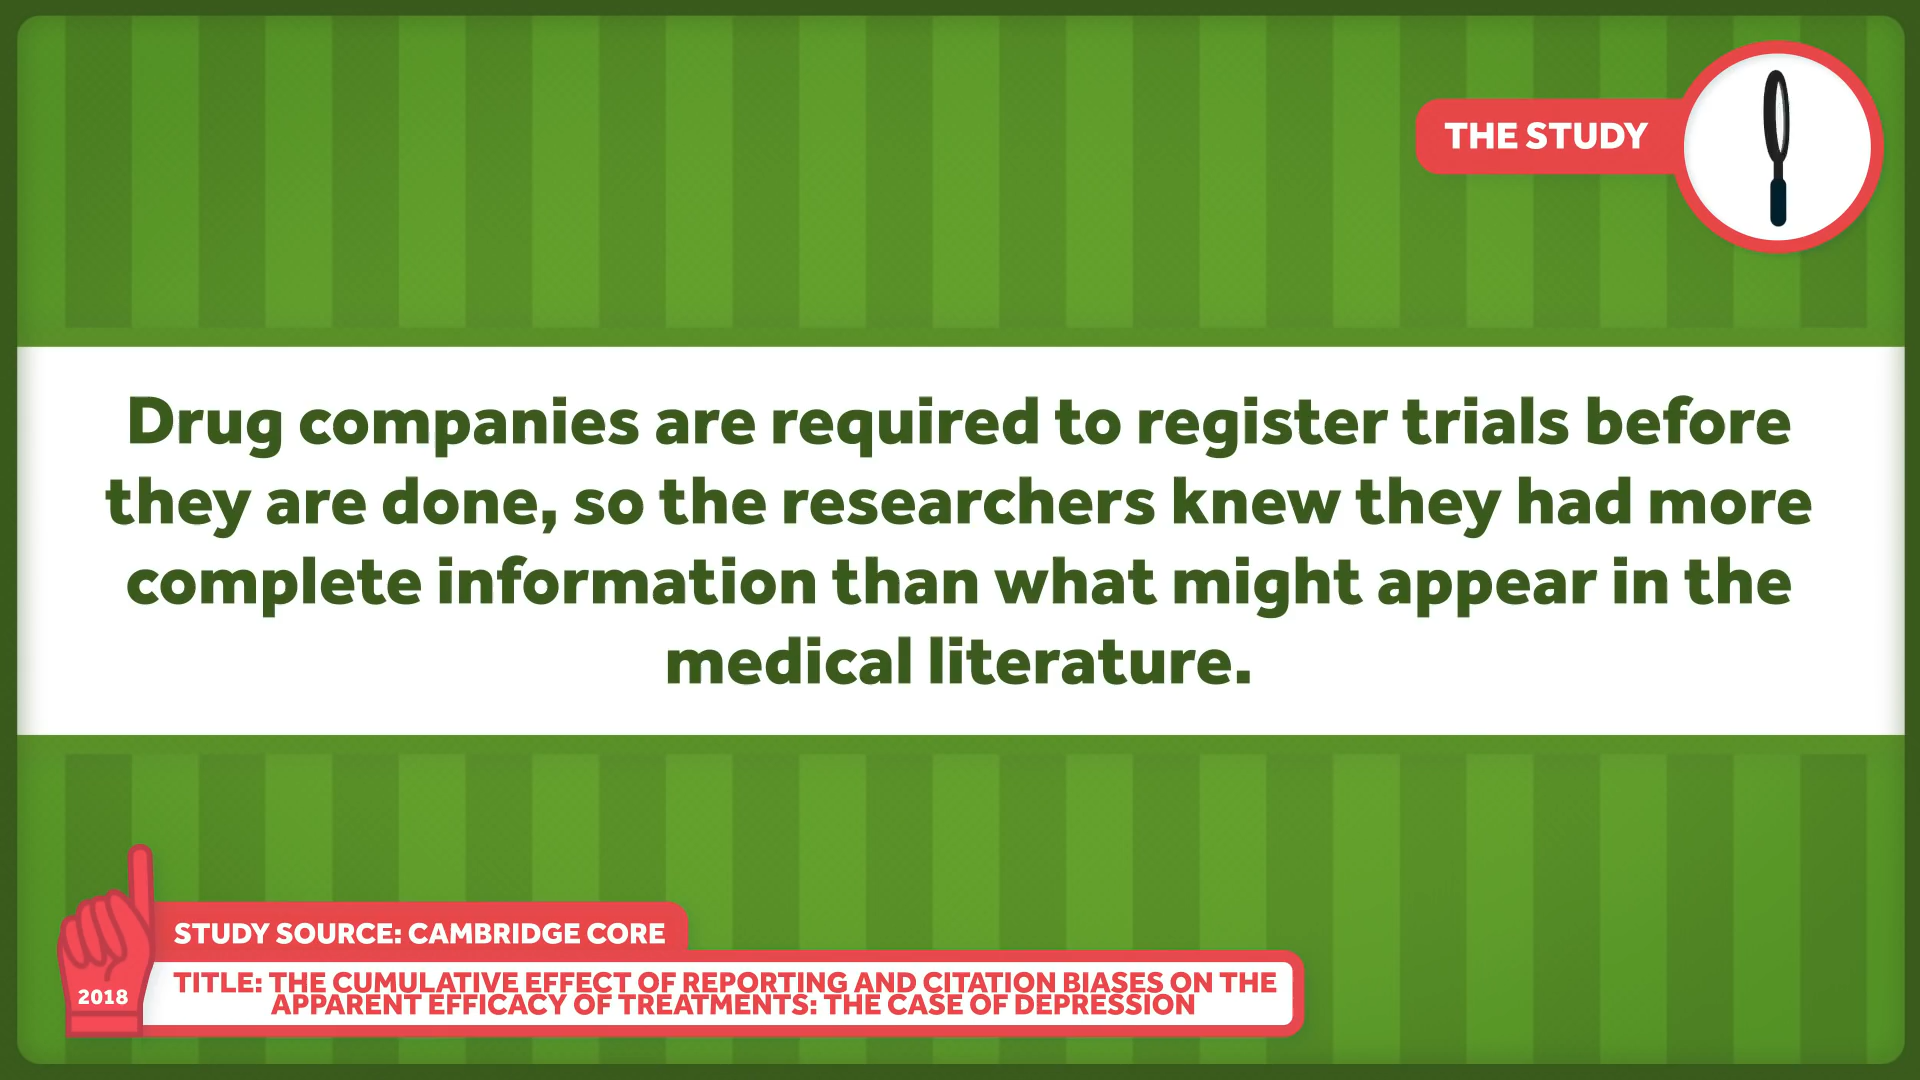 THE STUDY
Drug companies are required to register trials before
they are done, so the researchers knew they had more
complete information than what might appear in the
medical literature.
STUDY SOURCE: CAMBRIDGE CORE
TITLE: THE CUMULATIVE EFFECT OF REPORTING AND CITATION BIASES ON THE
APPARENT EFFICACY OF TREATMENTS: THE CASE OF DEPRESSION
2018